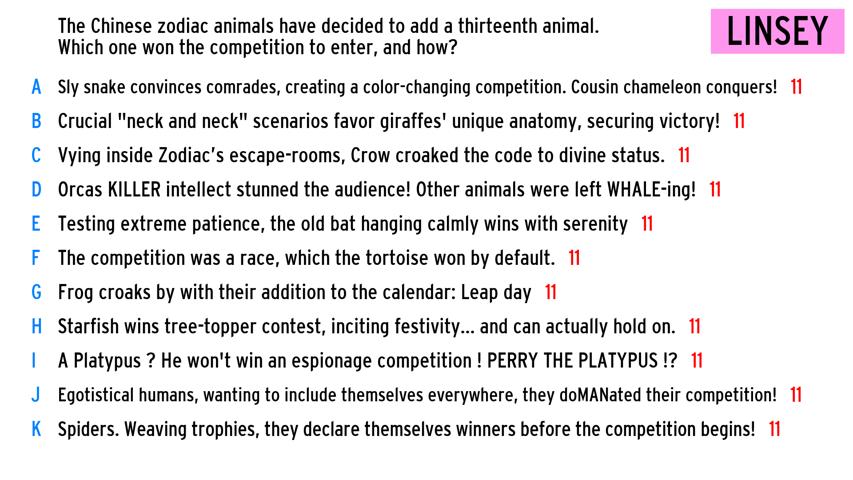 The Chinese zodiac animals have decided to add a thirteenth animal.
Which one won the competition to enter, and how?
LINSEY
A Sly snake convinces comrades, creating a color-changing competition. Cousin chameleon conquers! 11
B Crucial "neck and neck" scenarios favor giraffes' unique anatomy, securing victory! 11
C Vying inside Zodiac’s escape-rooms, Crow croaked the code to divine status. 11
D Orcas KILLER intellect stunned the audience! Other animals were left WHALE-ing! 11
E Testing extreme patience, the old bat hanging calmly wins with serenity 11
F The competition was a race, which the tortoise won by default. 11
G Frog croaks by with their addition to the calendar: Leap day 11
H Starfish wins tree-topper contest, inciting festivity... and can actually hold on. 11
I A Platypus ? He won't win an espionage competition ! PERRY THE PLATYPUS !? 11
J Egotistical humans, wanting to include themselves everywhere, they doMANated their competition! 11
K Spiders. Weaving trophies, they declare themselves winners before the competition begins! 11